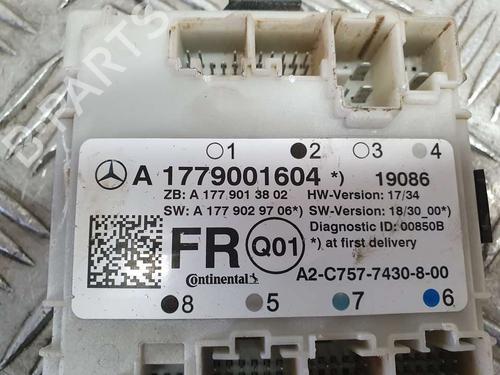 1 2 3 4
A 1779001604 *) 19086
ZB: A 177 901 38 02 HW-Version: 17/34
SW: A 177 902 97 06*) SW-Version: 18/30_00*)
Diagnostic ID: 00850B
FR Q01 *) at first delivery
Continental A2-C757-7430-8-00
8 5 7 6
B-PARTS